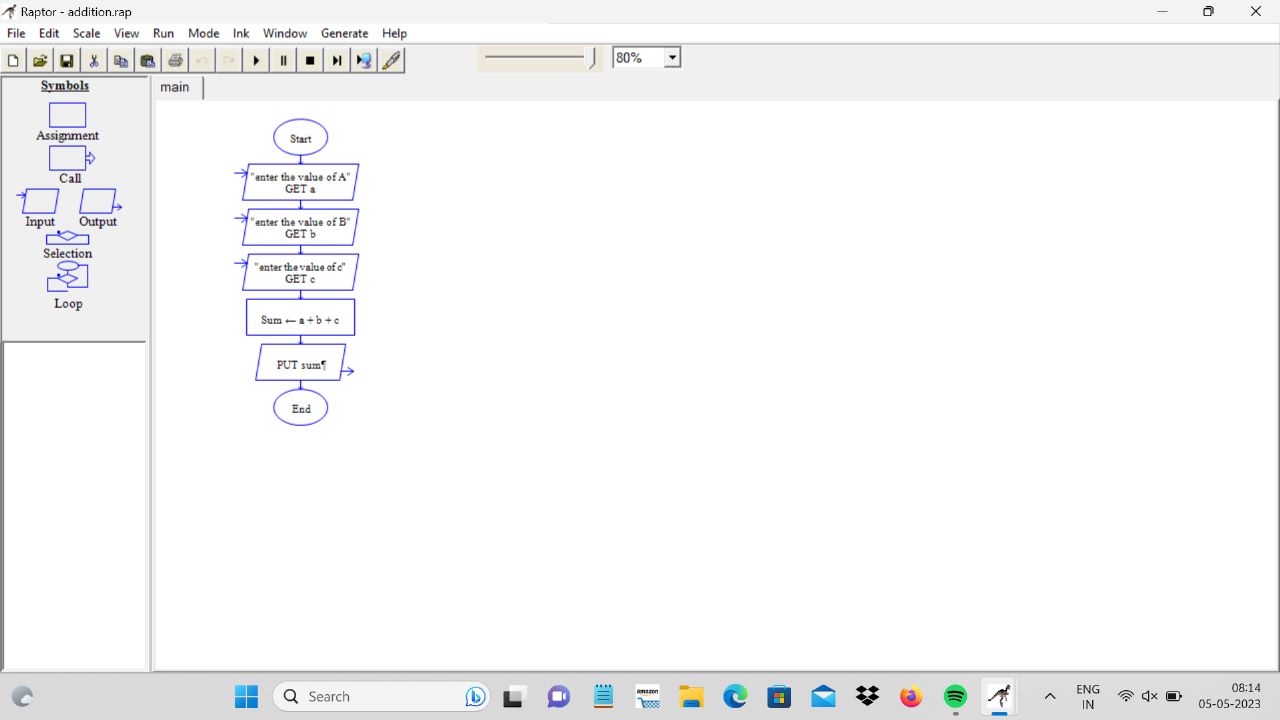 Raptor - addition.rap
File Edit Scale View Run Mode Ink Window Generate Help
80%
Symbols
Assignment
Call
Input Output
Selection
Loop
main
Start
"enter the value of A"
GET a
"enter the value of B"
GET b
"enter the value of c"
GET c
Sum ← a + b + c
PUT sum¶
End
Search
amazon
ENG
IN
08:14
05-05-2023